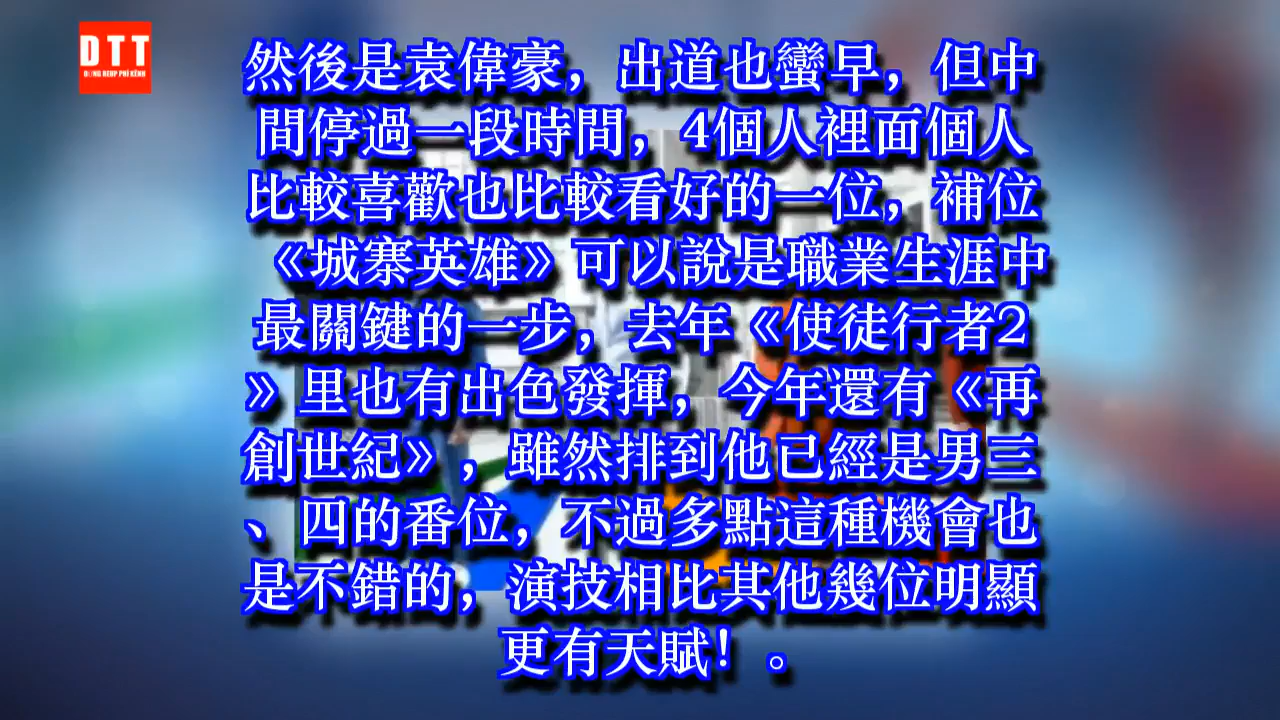 DTT
然後是袁偉豪，出道也蠻早，但中
間停過一段時間，4個人裡面個人
比較喜歡也比較看好的一位，補位
《城寨英雄》可以說是職業生涯中
最關鍵的一步，去年《使徒行者2
》里也有出色發揮，今年還有《再
創世紀》，雖然排到他已經是男三
、四的番位，不過多點這種機會也
是不錯的，演技相比其他幾位明顯
更有天賦！。